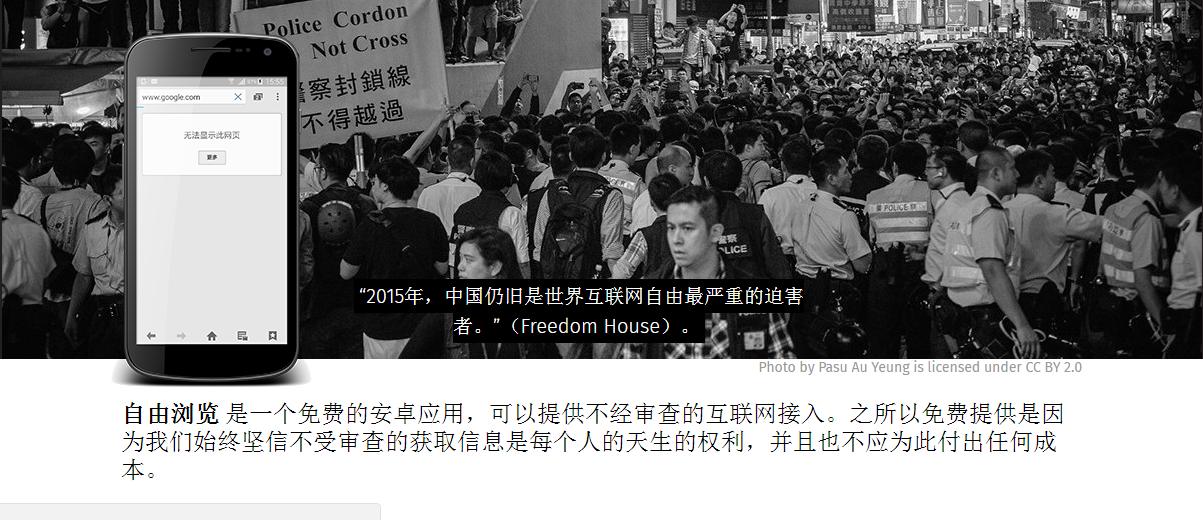 Police Cordon
Not Cross
警察封鎖線
不得越過
15:55
www.google.com
无法显示此网页
更多
POLICE
警察
POLICE
“2015年，中国仍旧是世界互联网自由最严重的迫害
者。”（Freedom House）。
Photo by Pasu Au Yeung is licensed under CC BY 2.0
自由浏览 是一个免费的安卓应用，可以提供不经审查的互联网接入。之所以免费提供是因
为我们始终坚信不受审查的获取信息是每个人的天生的权利，并且也不应为此付出任何成
本。